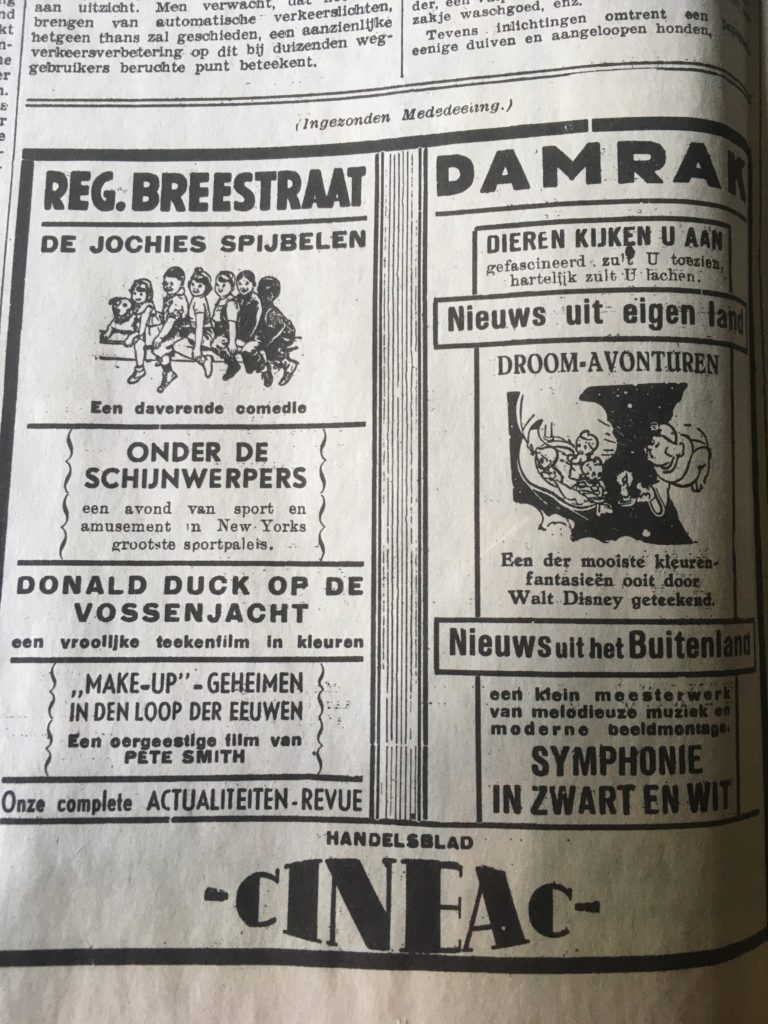 aan uitzicht. Men verwacht, dat
brengen van automatische verkeerslichten,
hetgeen thans zal geschieden, een aanzienlijke
verkeersverbetering op dit bij duizenden weg-
gebruikers beruchte punt beteekent.
zakje waschgoed, enz.
Tevens inlichtingen omtrent een
eenige duiven en aangeloopen honden,
(Ingezonden Mededeeling.)
REG. BREESTRAAT
DE JOCHIES SPIJBELEN
Een daverende comedie
ONDER DE
SCHIJNWERPERS
een avond van sport en
amusement in New-Yorks
grootste sportpaleis.
DONALD DUCK OP DE
VOSSENJACHT
een vroolijke teekenfilm in kleuren
„MAKE-UP"-GEHEIMEN
IN DEN LOOP DER EEUWEN
Een oergeestige film van
PETE SMITH
Onze complete ACTUALITEITEN-REVUE
DAMRAK
DIEREN KIJKEN U AAN
gefascineerd zult U toezien,
hartelijk zult U lachen.
Nieuws uit eigen land
DROOM-AVONTUREN
Een der mooiste kleuren-
fantasieën ooit door
Walt Disney geteekend.
Nieuws uit het Buitenland
een klein meesterwerk
van melodieuze muziek en
moderne beeldmontage.
SYMPHONIE
IN ZWART EN WIT
HANDELSBLAD
-CINEAC-